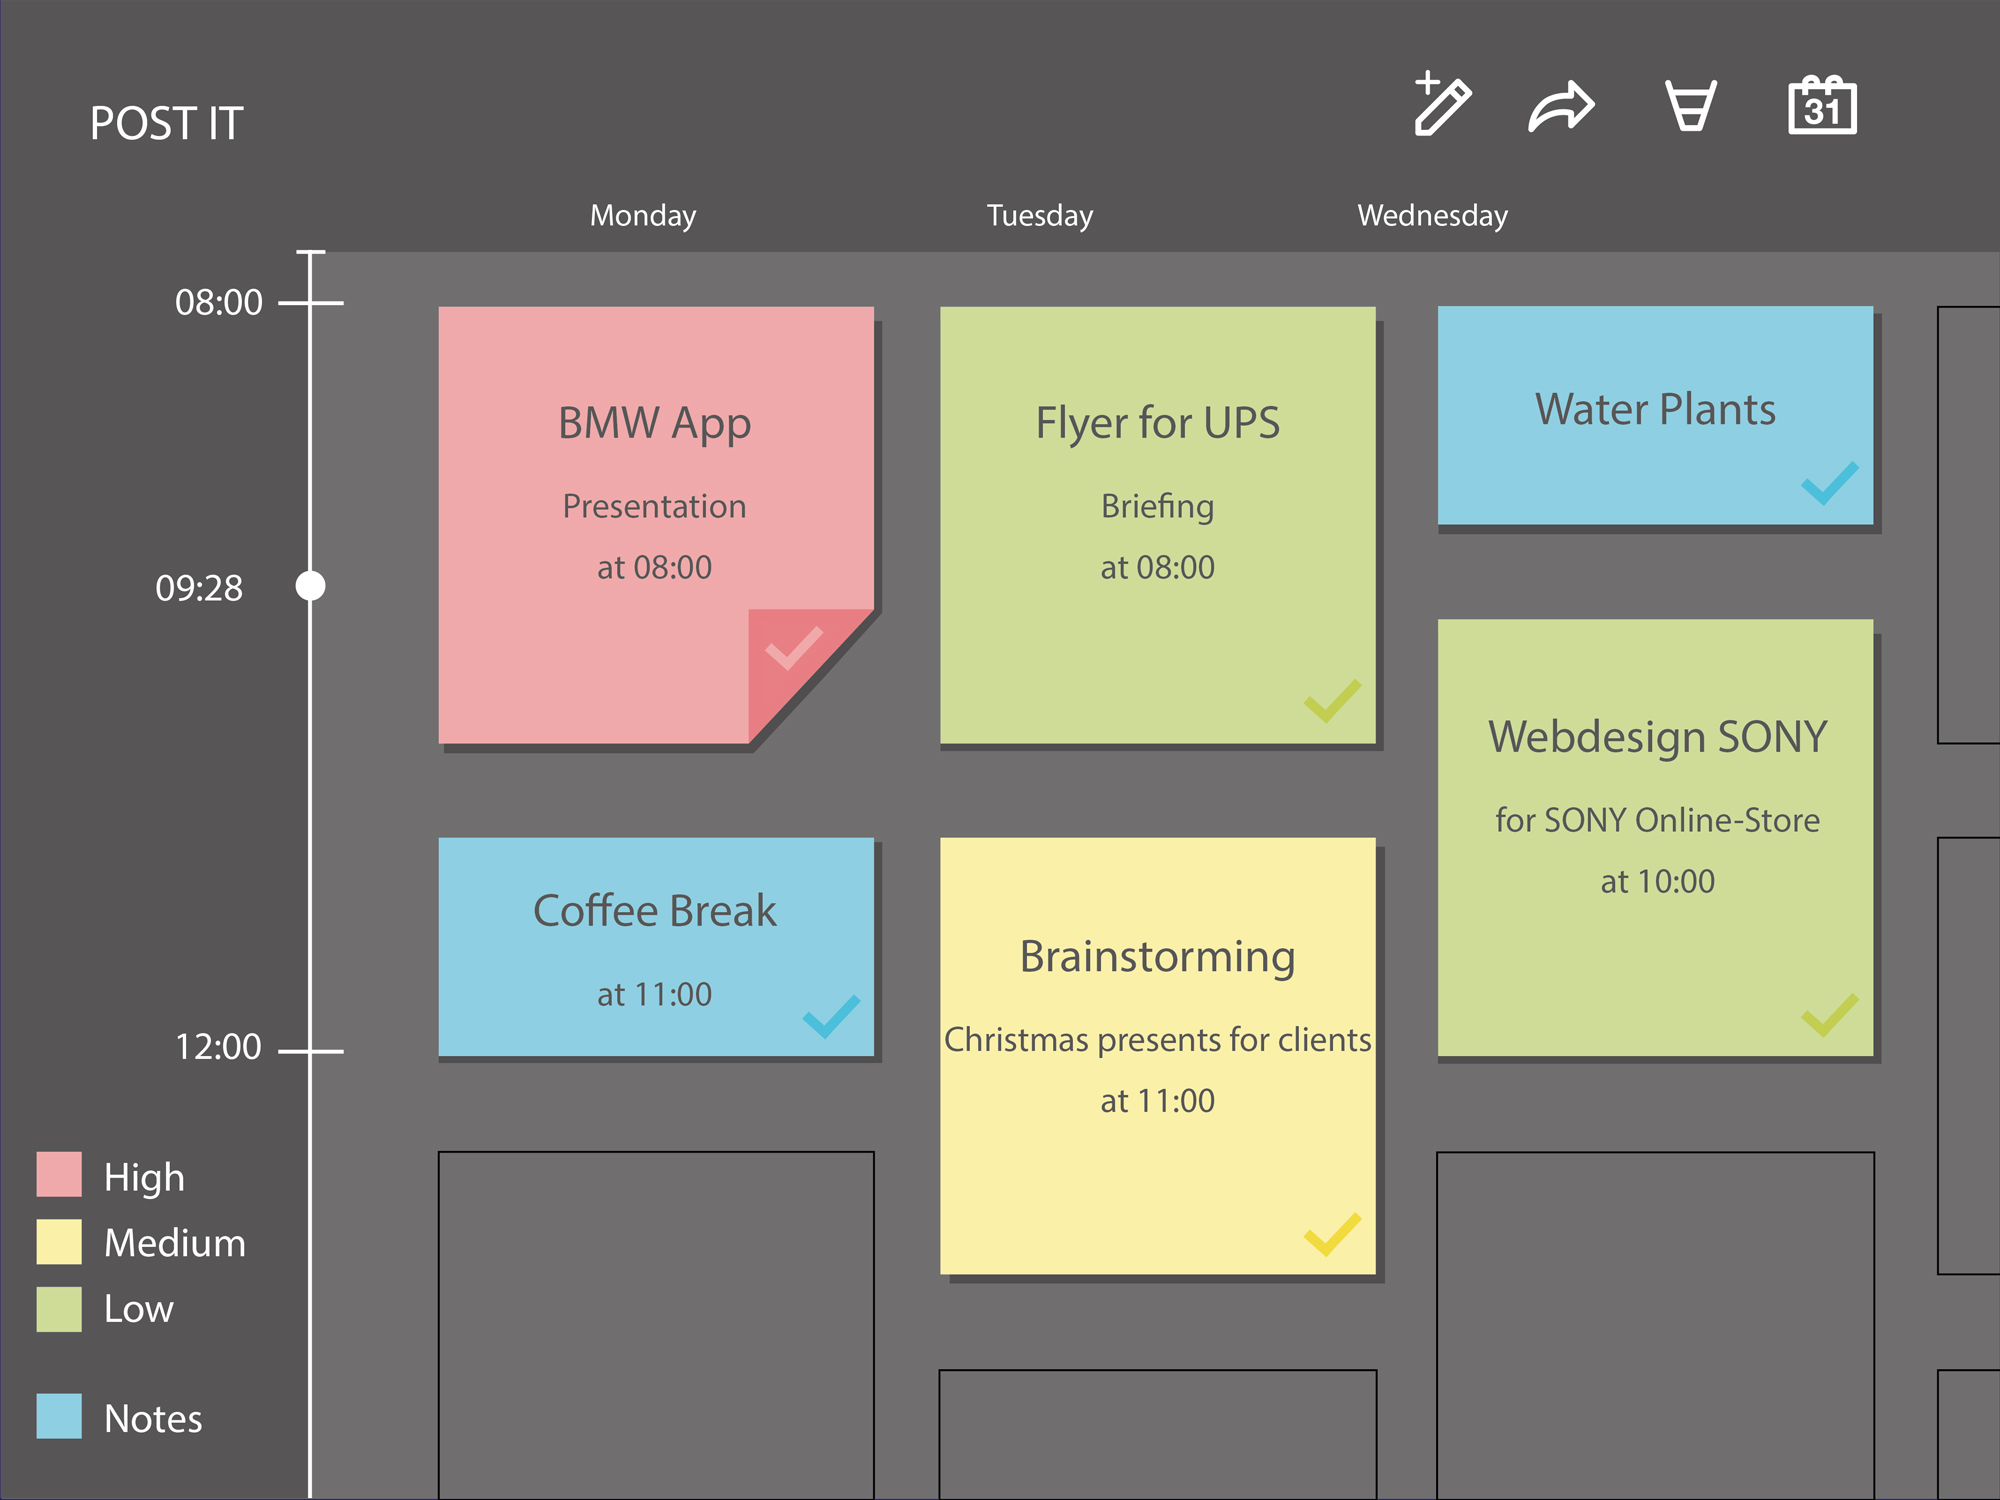 POST IT
31
Monday
Tuesday
Wednesday
08:00
09:28
12:00
BMW App
Presentation
at 08:00
Coffee Break
at 11:00
Flyer for UPS
Briefing
at 08:00
Brainstorming
Christmas presents for clients
at 11:00
Water Plants
Webdesign SONY
for SONY Online-Store
at 10:00
High
Medium
Low
Notes